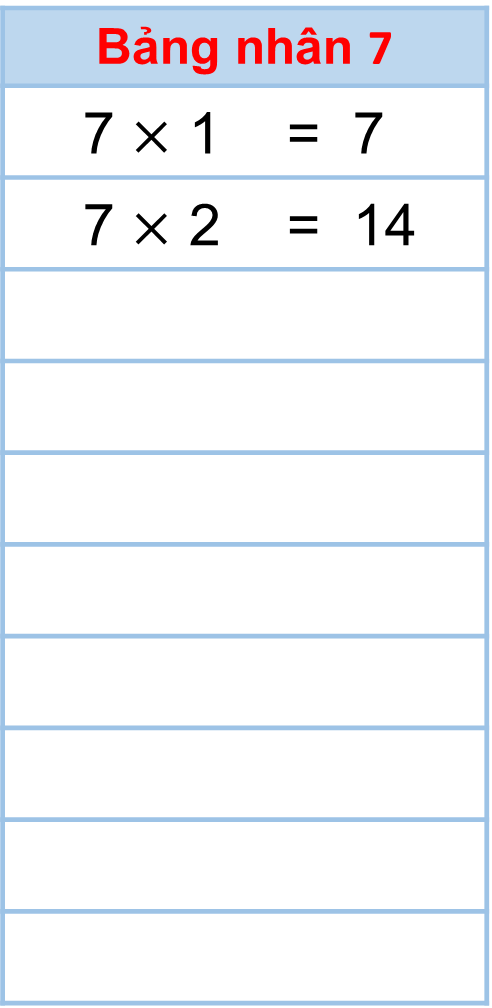 Bảng nhân 7
7 × 1 = 7
7 × 2 = 14